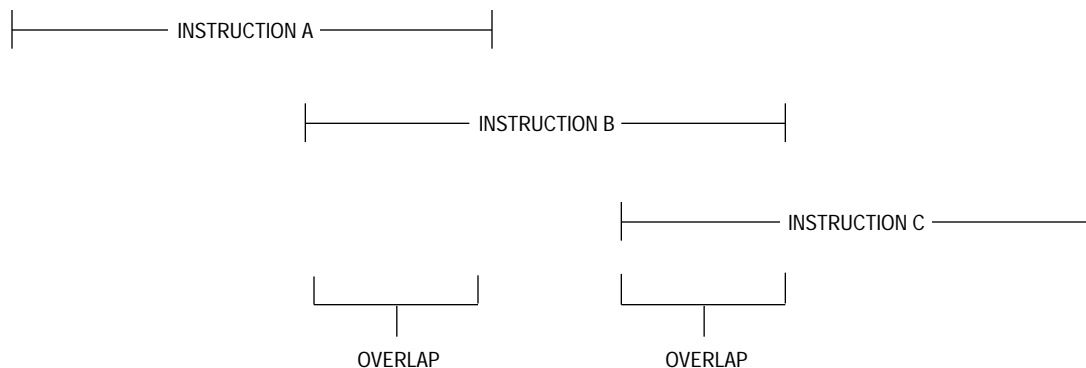 INSTRUCTION A
INSTRUCTION B
INSTRUCTION C
OVERLAP OVERLAP